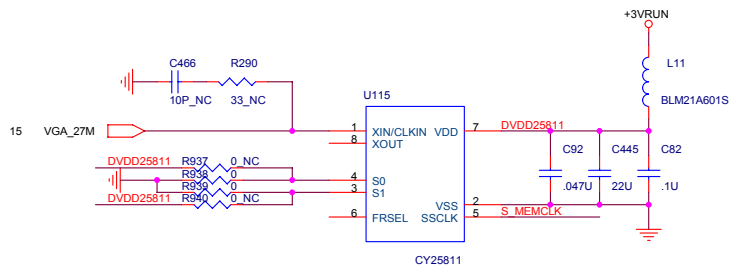 +3VRUN
C466 R290 L11
10P_NC 33_NC U115 BLM21A601S
15 VGA_27M 1 XIN/CLKIN VDD 7 DVDD25811
8 XOUT
DVDD25811 R937 0_NC C92 C445 C82
R938 0 4 S0
R939 0 3 S1 .047U 22U .1U
DVDD25811 R940 0_NC VSS 2
6 FRSEL SSCLK 5 S_MEMCLK
CY25811